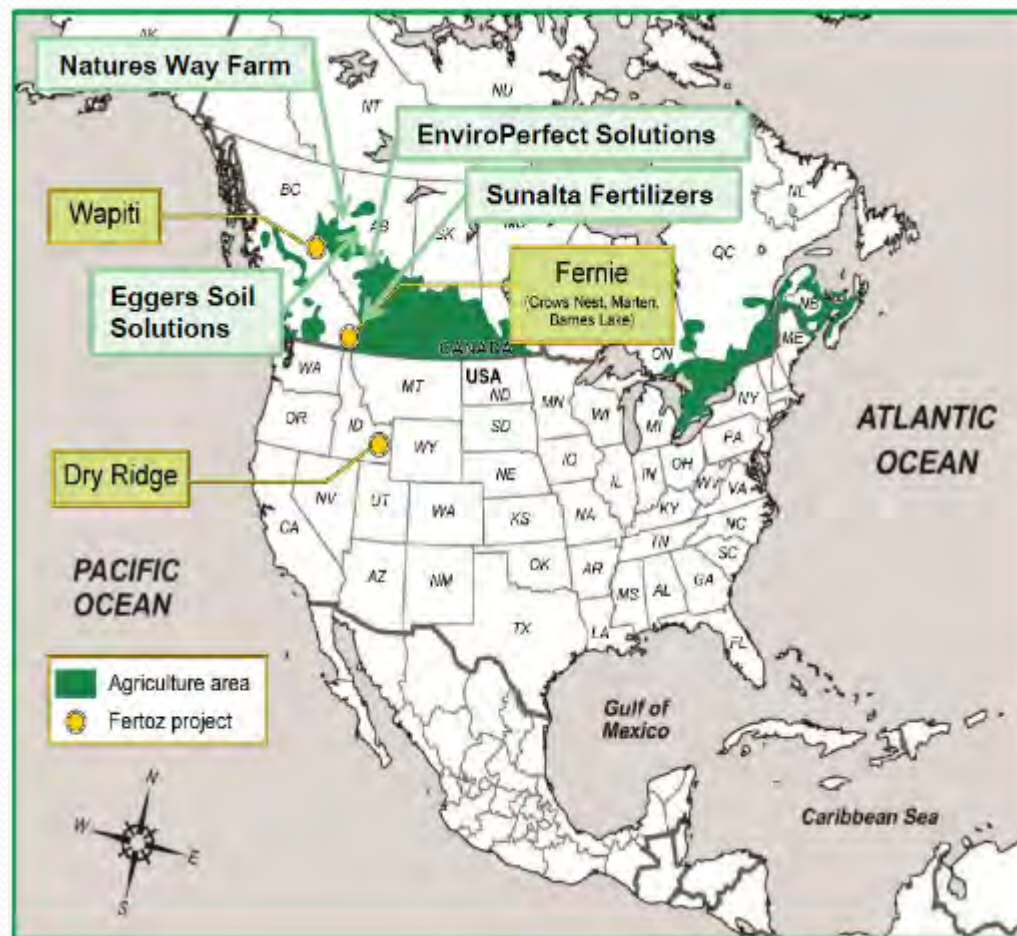 AK
Natures Way Farm
NT
NU
EnviroPerfect Solutions
Sunalta Fertilizers
NL
BC
Wapiti
AB
SK
QC
Eggers Soil
Solutions
Fernie
(Crows Nest, Marten,
Barnes Lake)
NB
ON
CANADA
ME
WA
MT
USA
ND
MN
OR
ID
SD
WI
MI
NY
WY
ATLANTIC
OCEAN
Dry Ridge
NE
IO
PA
IL
IN
OH
NV
UT
WA
WV
VA
CA
KS
NA
KY
NC
TN
PACIFIC
OCEAN
AZ
NM
OK
AR
SC
MS
AL
GA
TX
LA
FL
Agriculture area
Fertoz project
Gulf of
Mexico
N
W
E
S
Caribbean Sea